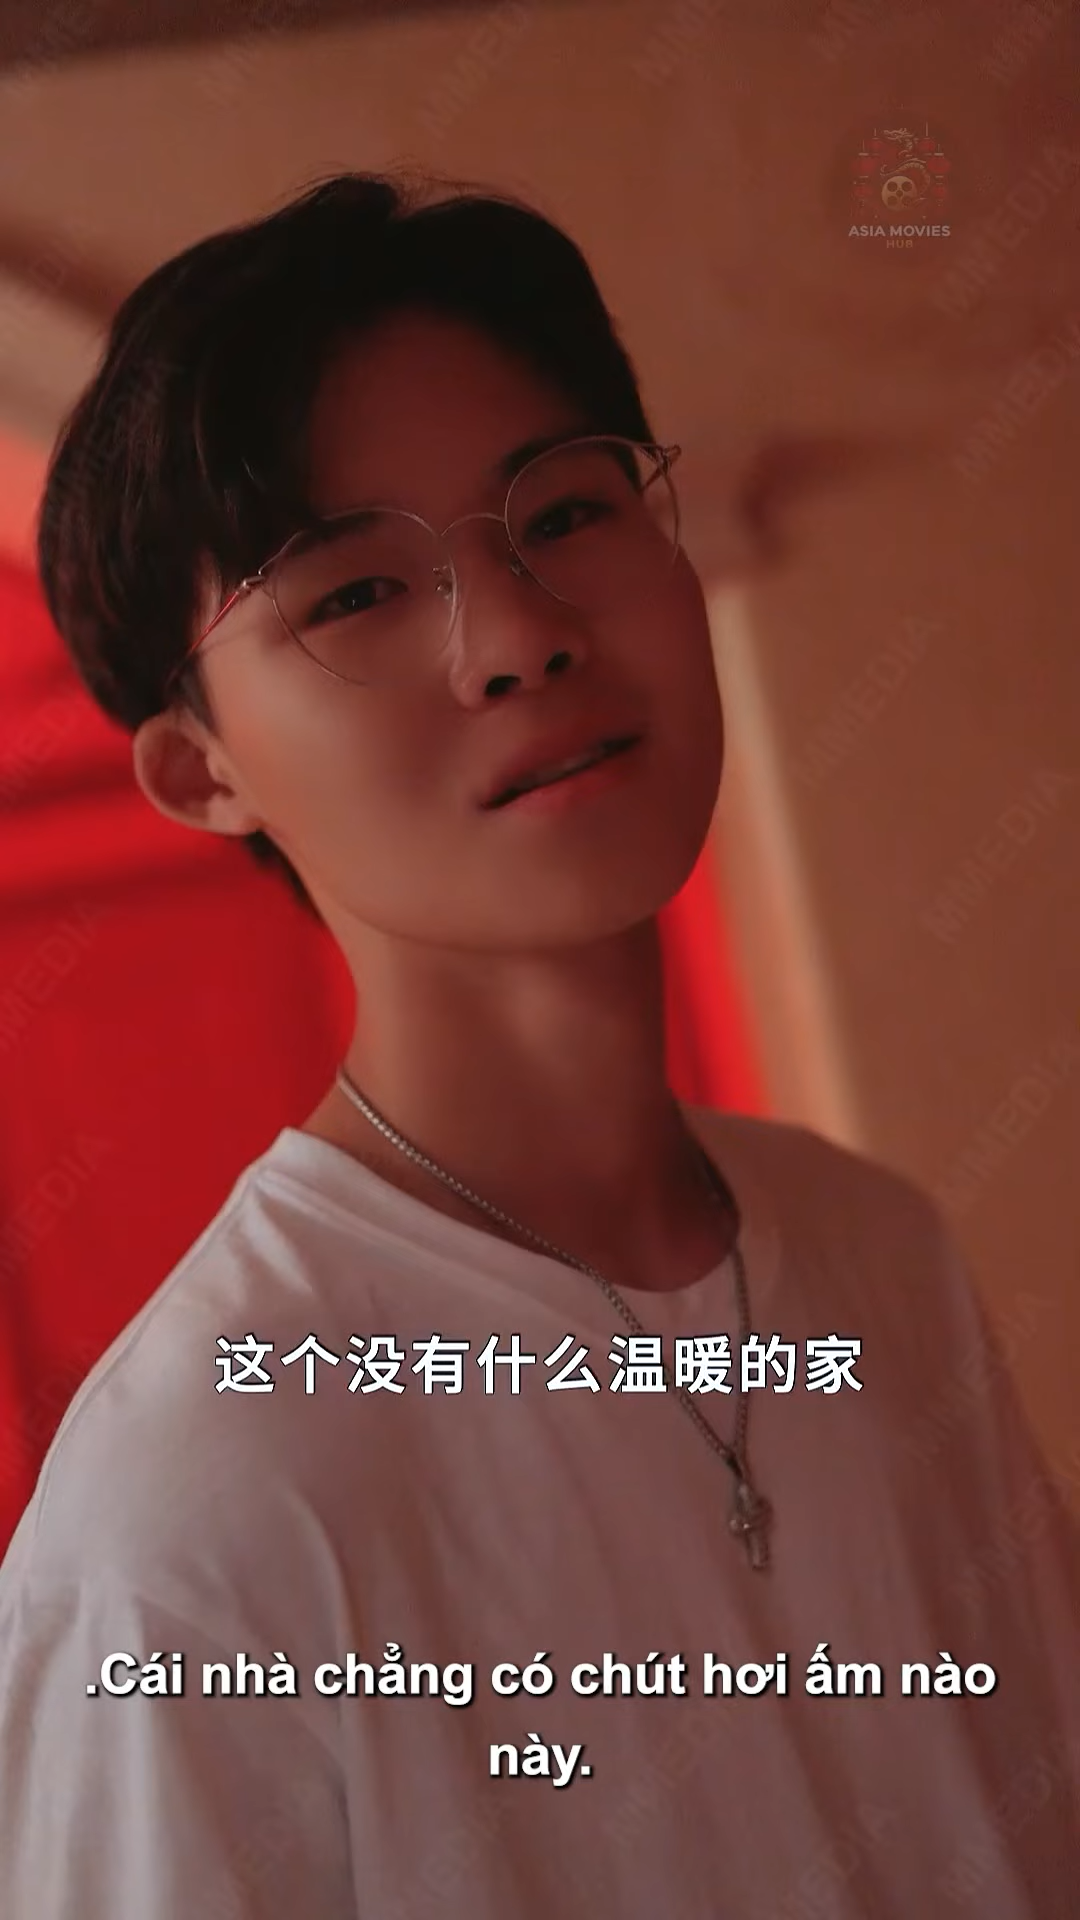 ASIA MOVIES
HUB
这个没有什么温暖的家
.Cái nhà chẳng có chút hơi ấm nào
này.
MMEDIA